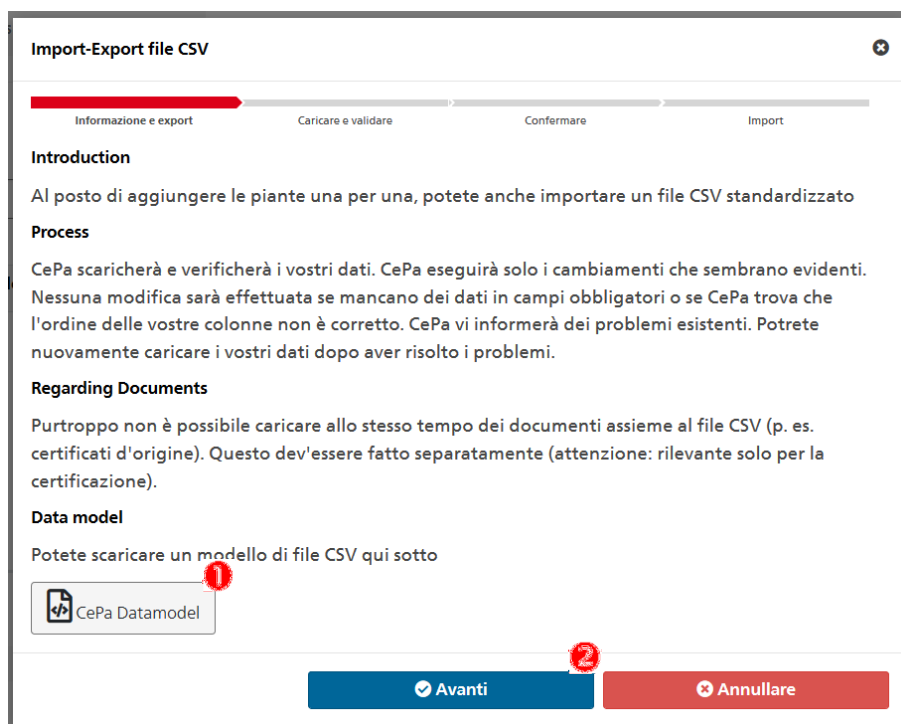 Import-Export file CSV
Informazione e export
Caricare e validare
Confermare
Import
Introduction
Al posto di aggiungere le piante una per una, potete anche importare un file CSV standardizzato
Process
CePa scaricherà e verificherà i vostri dati. CePa eseguirà solo i cambiamenti che sembrano evidenti.
Nessuna modifica sarà effettuata se mancano dei dati in campi obbligatori o se CePa trova che
l'ordine delle vostre colonne non è corretto. CePa vi informerà dei problemi esistenti. Potrete
nuovamente caricare i vostri dati dopo aver risolto i problemi.
Regarding Documents
Purtroppo non è possibile caricare allo stesso tempo dei documenti assieme al file CSV (p. es.
certificati d'origine). Questo dev'essere fatto separatamente (attenzione: rilevante solo per la
certificazione).
Data model
Potete scaricare un modello di file CSV qui sotto
1
CePa Datamodel
2
Avanti
Annullare